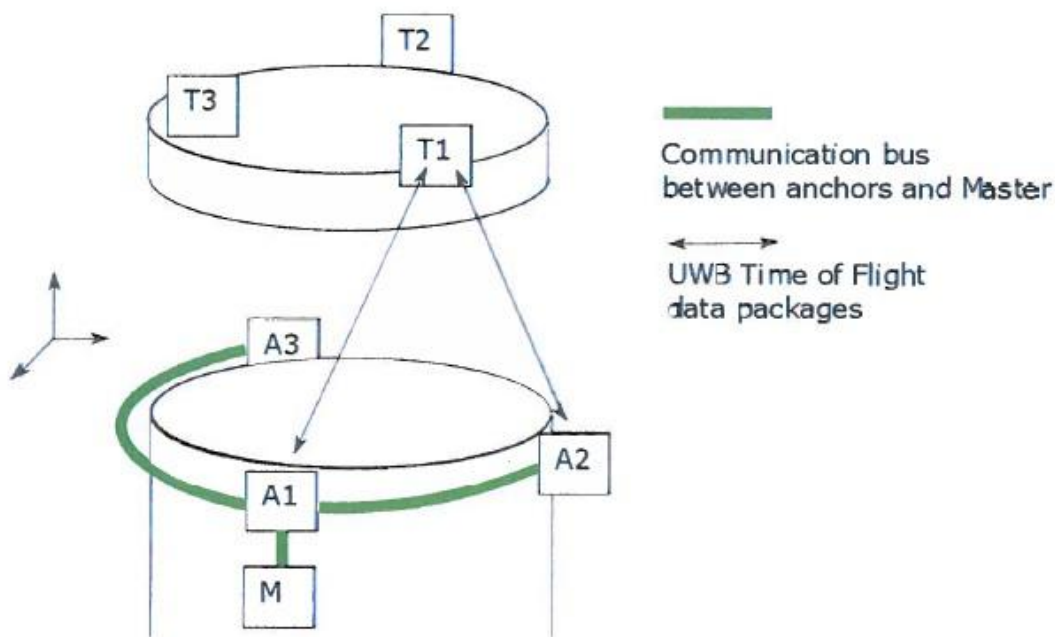 T2
T3
T1
Communication bus
between anchors and Master
UWB Time of Flight
data packages
A3
A2
A1
M